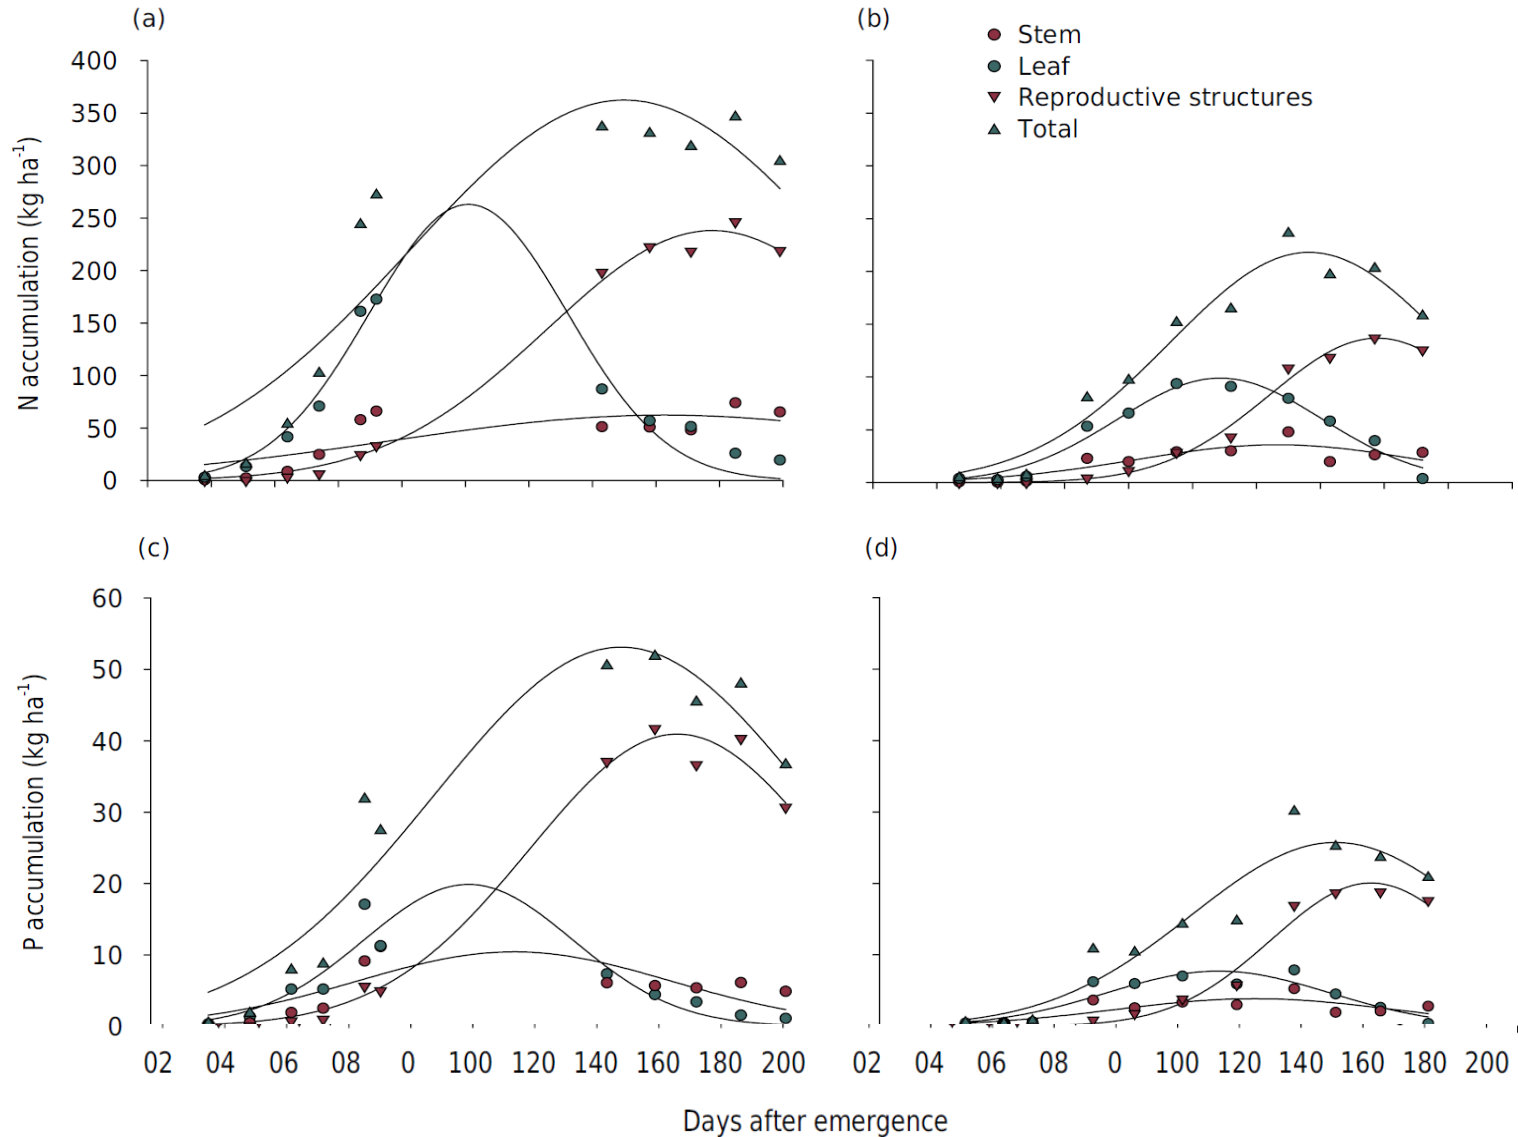 (a)
(b)
Stem
Leaf
Reproductive structures
Total
N accumulation (kg ha-1)
400
350
300
250
200
150
100
50
0
(c)
(d)
P accumulation (kg ha-1)
60
50
40
30
20
10
0
02 04 06 08 0 100 120 140 160 180 200
02 04 06 08 0 100 120 140 160 180 200
Days after emergence